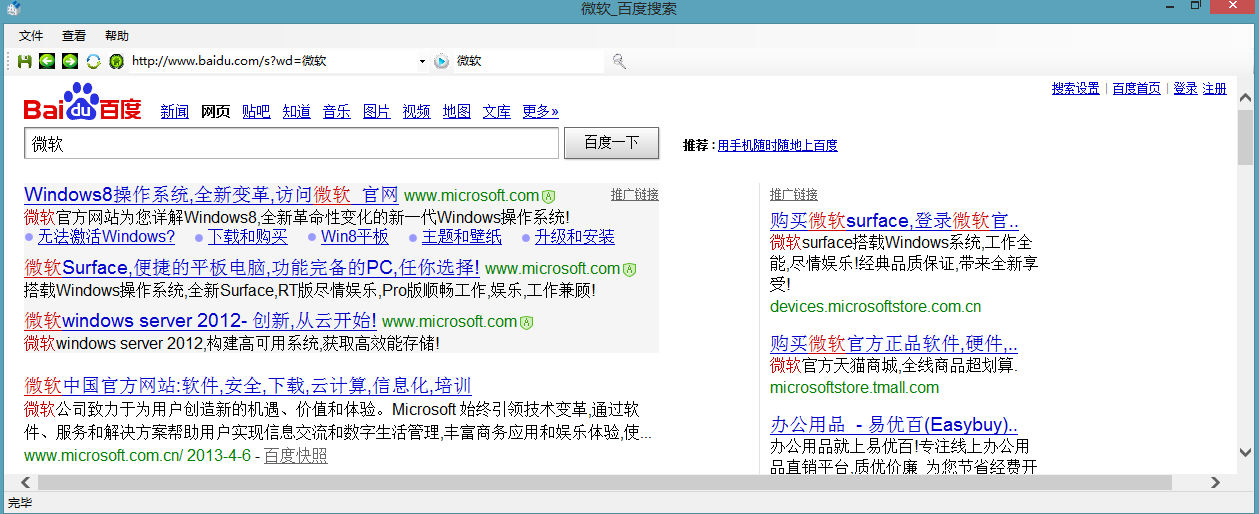 微软_百度搜索
文件 查看 帮助
http://www.baidu.com/s?wd=微软 微软
搜索设置 | 百度首页 | 登录 注册
Bai du 百度 新闻 网页 贴吧 知道 音乐 图片 视频 地图 文库 更多»
微软 百度一下 推荐：用手机随时随地上百度
Windows8操作系统,全新变革,访问微软 官网 www.microsoft.com 推广链接
微软官方网站为您详解Windows8,全新革命性变化的新一代Windows操作系统!
无法激活Windows? 下载和购买 Win8平板 主题和壁纸 升级和安装
微软Surface,便捷的平板电脑,功能完备的PC,任你选择! www.microsoft.com
搭载Windows操作系统,全新Surface,RT版尽情娱乐,Pro版顺畅工作,娱乐,工作兼顾!
微软windows server 2012- 创新,从云开始! www.microsoft.com
微软windows server 2012,构建高可用系统,获取高效能存储!
微软中国官方网站:软件,安全,下载,云计算,信息化,培训
微软公司致力于为用户创造新的机遇、价值和体验。Microsoft 始终引领技术变革,通过软
件、服务和解决方案帮助用户实现信息交流和数字生活管理,丰富商务应用和娱乐体验,使...
www.microsoft.com.cn/ 2013-4-6 - 百度快照
推广链接
购买微软surface,登录微软官..
微软surface搭载Windows系统,工作全
能,尽情娱乐!经典品质保证,带来全新享
受!
devices.microsoftstore.com.cn
购买微软官方正品软件,硬件,..
微软官方天猫商城,全线商品超划算.
microsoftstore.tmall.com
办公用品 - 易优百(Easybuy)..
办公用品就上易优百!专注线上办公用
品直销平台,质优价廉 为您节省经费开
完毕